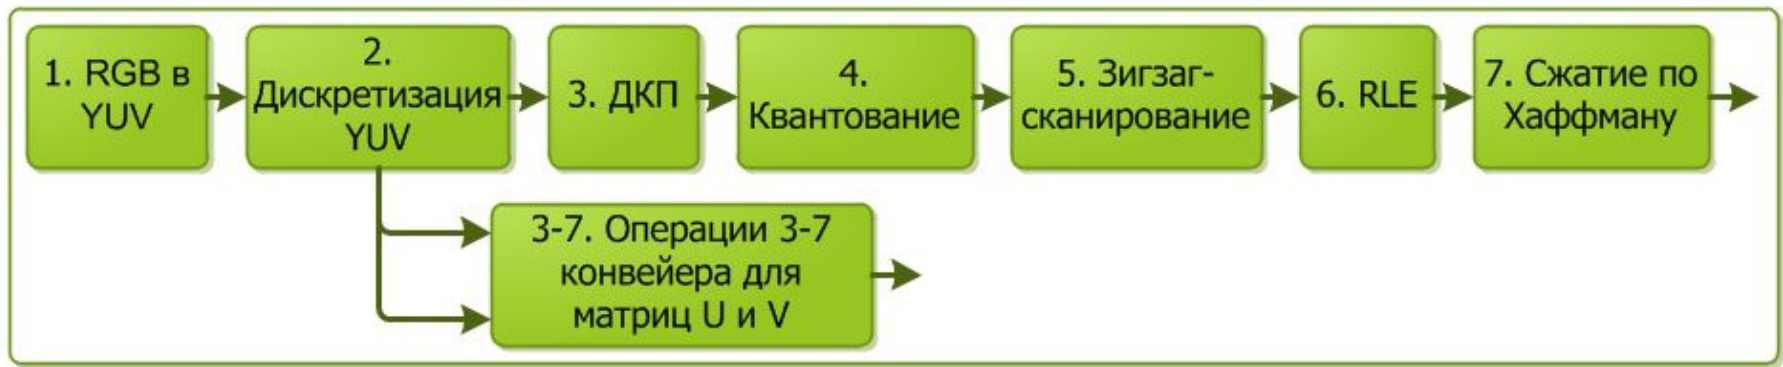 1. RGB в
YUV
2.
Дискретизация
YUV
3. ДКП
4.
Квантование
5. Зигзаг-
сканирование
6. RLE
7. Сжатие по
Хаффману
3-7. Операции 3-7
конвейера для
матриц U и V